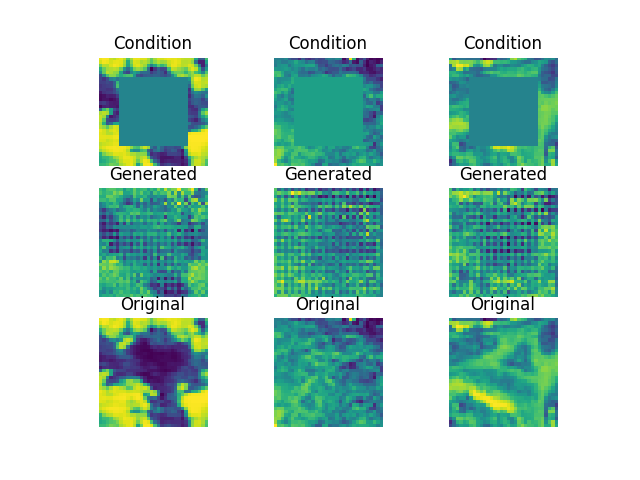 Condition Condition Condition
Generated Generated Generated
Original Original Original